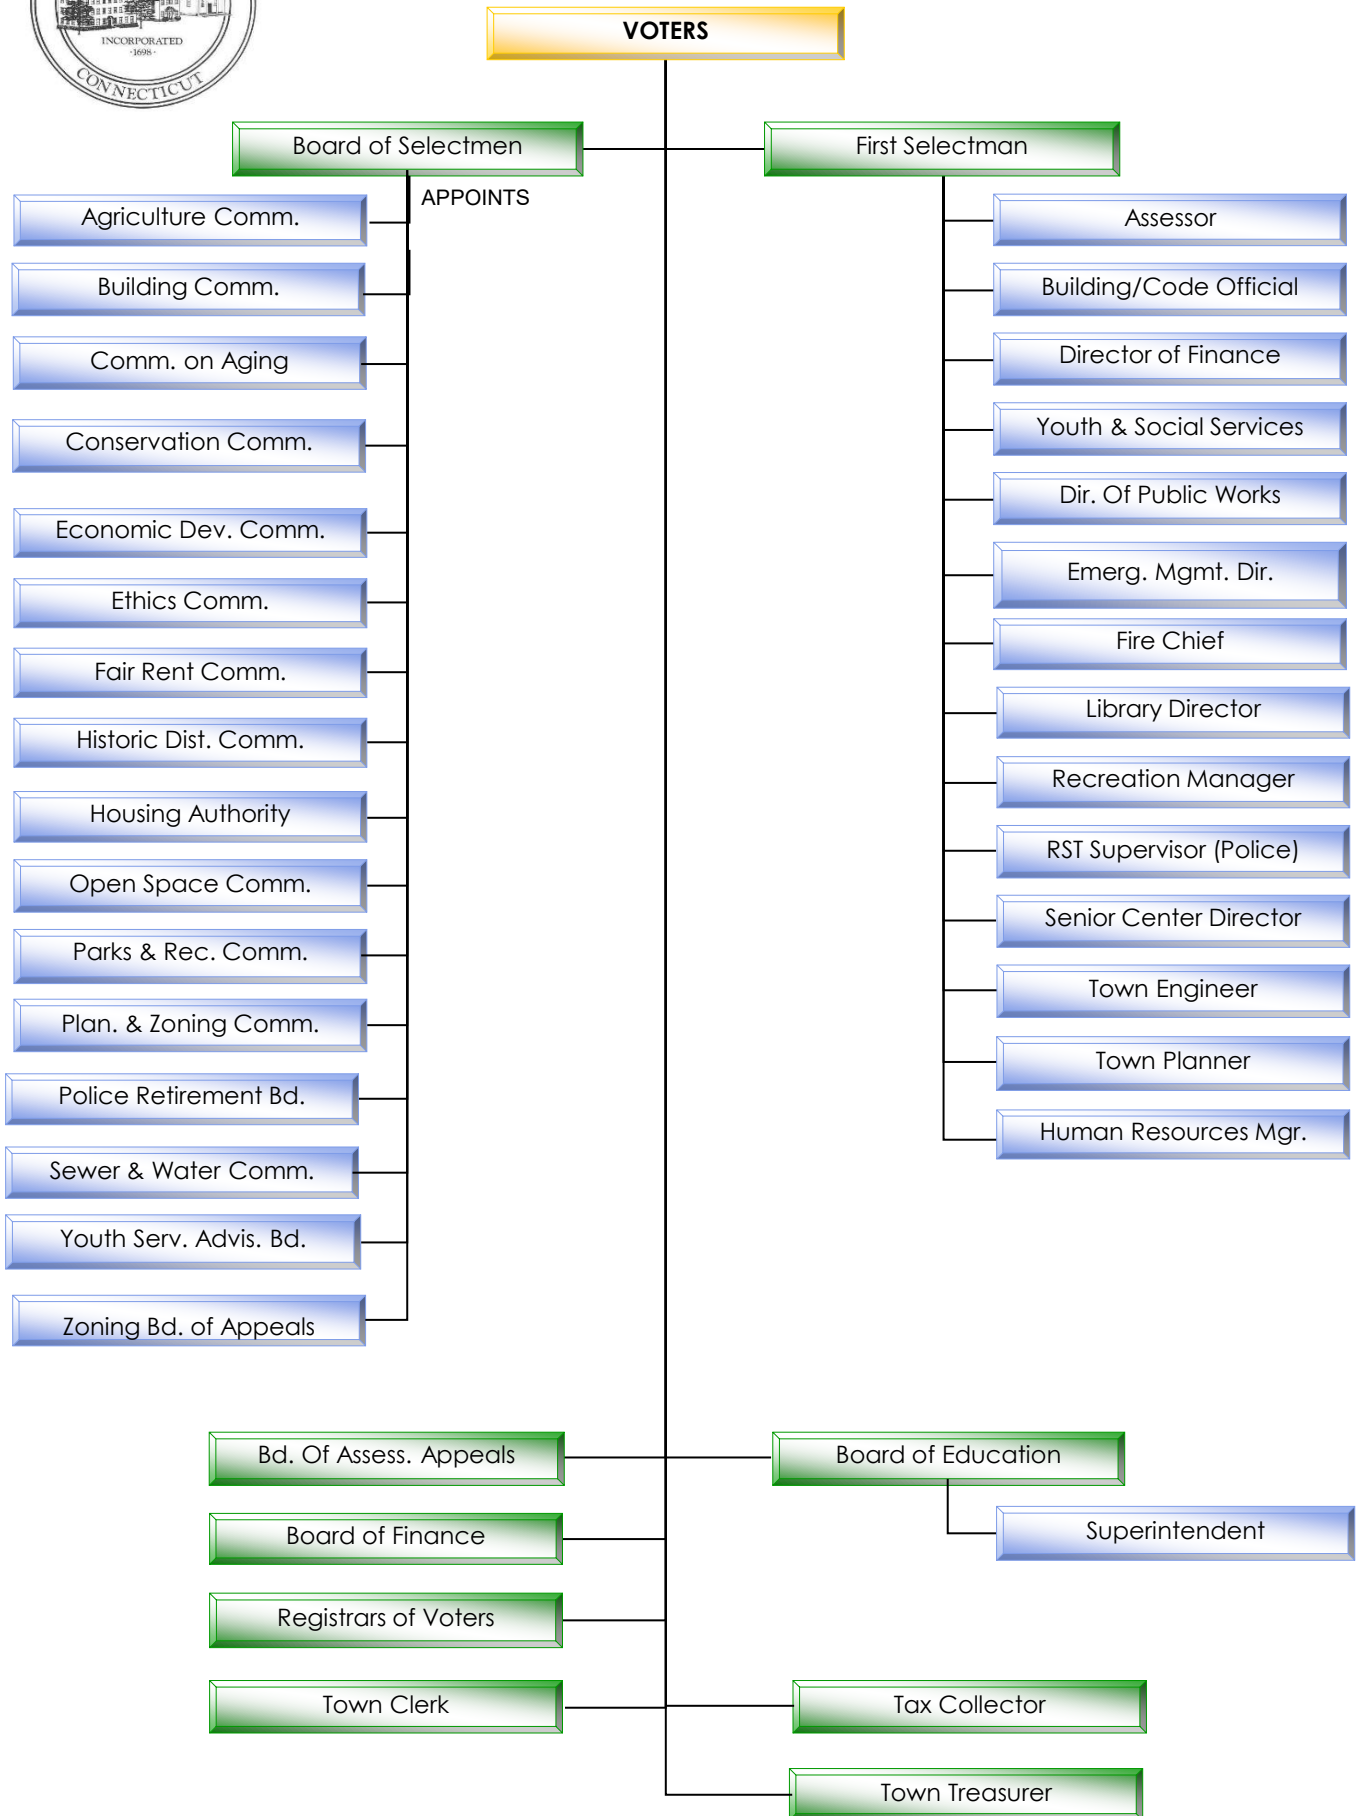 INCORPORATED
·1698·
CONNECTICUT
VOTERS
Board of Selectmen
First Selectman
APPOINTS
Agriculture Comm.
Building Comm.
Comm. on Aging
Conservation Comm.
Economic Dev. Comm.
Ethics Comm.
Fair Rent Comm.
Historic Dist. Comm.
Housing Authority
Open Space Comm.
Parks & Rec. Comm.
Plan. & Zoning Comm.
Police Retirement Bd.
Sewer & Water Comm.
Youth Serv. Advis. Bd.
Zoning Bd. of Appeals
Assessor
Building/Code Official
Director of Finance
Youth & Social Services
Dir. Of Public Works
Emerg. Mgmt. Dir.
Fire Chief
Library Director
Recreation Manager
RST Supervisor (Police)
Senior Center Director
Town Engineer
Town Planner
Human Resources Mgr.
Bd. Of Assess. Appeals
Board of Education
Superintendent
Board of Finance
Registrars of Voters
Town Clerk
Tax Collector
Town Treasurer